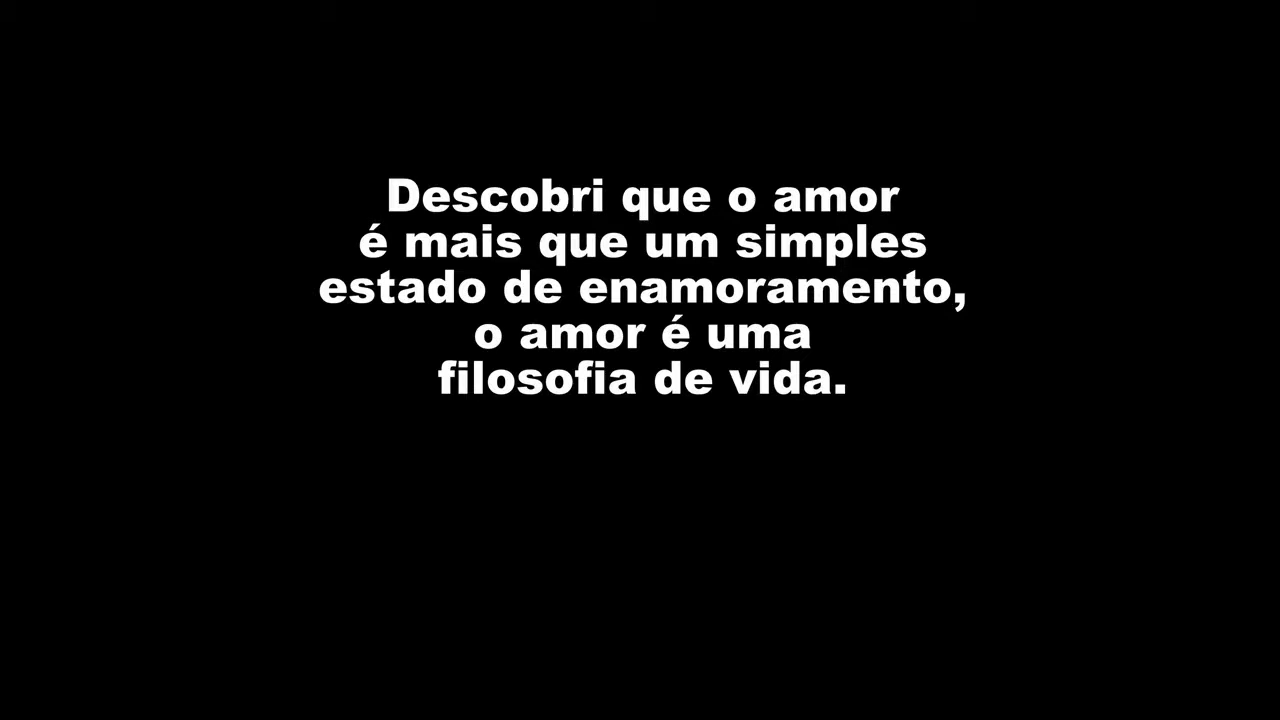 Descobri que o amor
é mais que um simples
estado de enamoramento,
o amor é uma
filosofia de vida.